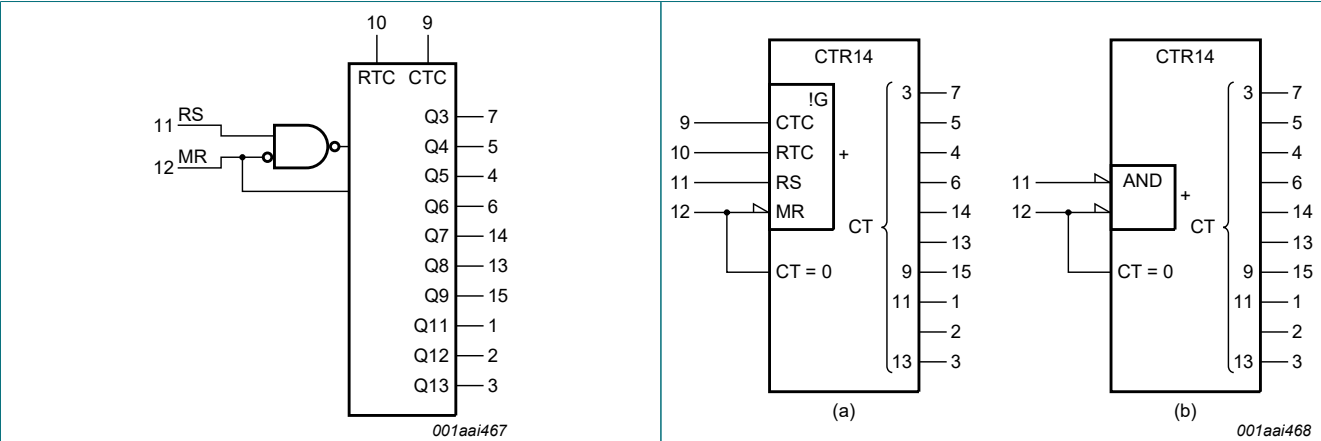 10 9
RTC CTC
11 RS
12 MR
Q3 7
Q4 5
Q5 4
Q6 6
Q7 14
Q8 13
Q9 15
Q11 1
Q12 2
Q13 3
001aai467
CTR14
!G
9 CTC
10 RTC +
11 RS
12 MR
CT = 0
CT
3 7
5
4
6
14
13
9 15
11 1
2
13 3
(a)
CTR14
11 AND +
12
CT = 0
CT
3 7
5
4
6
14
13
9 15
11 1
2
13 3
(b)
001aai468